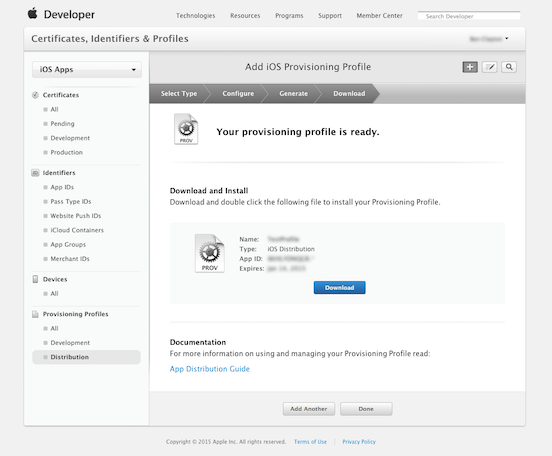 Developer
Technologies Resources Programs Support Member Center Search Developer
Certificates, Identifiers & Profiles
iOS Apps
Add iOS Provisioning Profile
Select Type Configure Generate Download
Certificates
All
Pending
Development
Production
Identifiers
App IDs
Pass Type IDs
Website Push IDs
iCloud Containers
App Groups
Merchant IDs
Devices
All
Provisioning Profiles
All
Development
Distribution
PROV
Your provisioning profile is ready.
Download and Install
Download and double click the following file to install your Provisioning Profile.
PROV
Name:
Type: iOS Distribution
App ID:
Expires:
Download
Documentation
For more information on using and managing your Provisioning Profile read:
App Distribution Guide
Add Another Done
Copyright © 2015 Apple Inc. All rights reserved. Terms of Use Privacy Policy